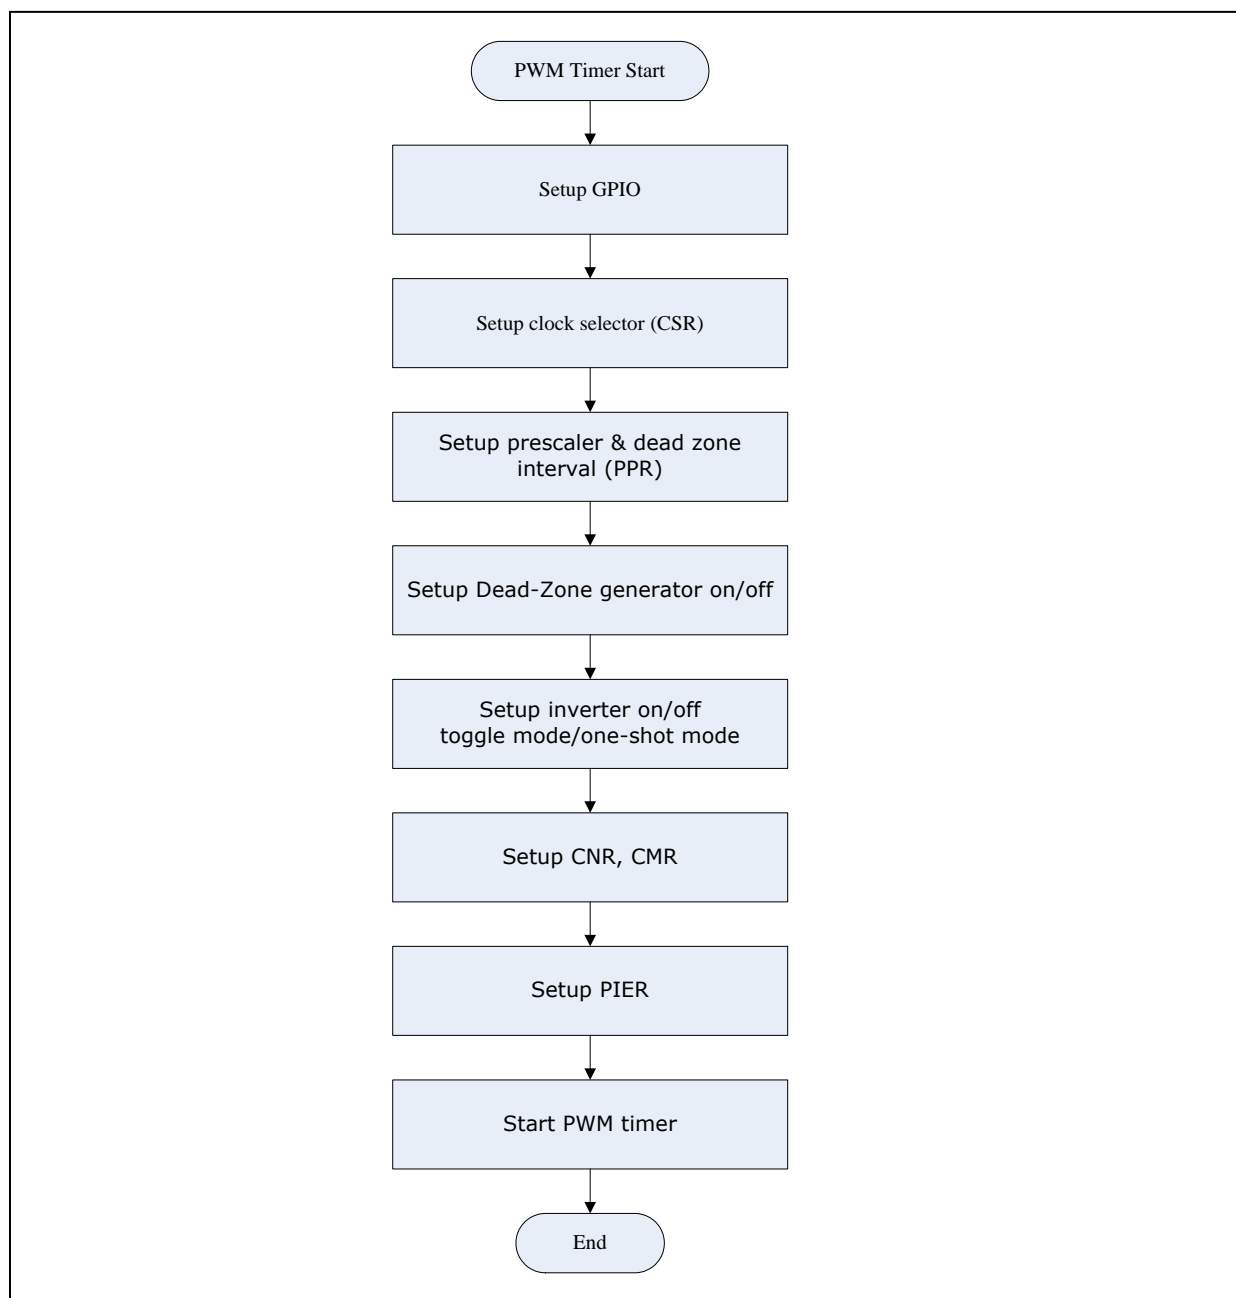 PWM Timer Start
Setup GPIO
Setup clock selector (CSR)
Setup prescaler & dead zone
interval (PPR)
Setup Dead-Zone generator on/off
Setup inverter on/off
toggle mode/one-shot mode
Setup CNR, CMR
Setup PIER
Start PWM timer
End